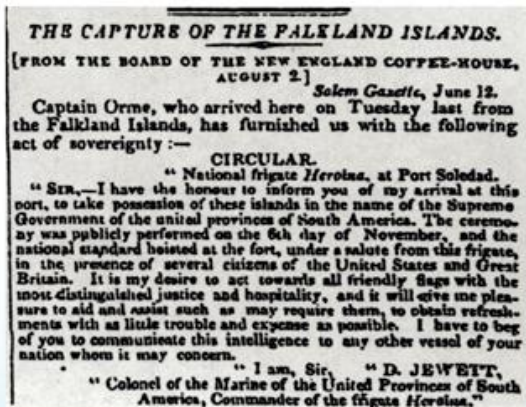 THE CAPTURE OF THE FALKLAND ISLANDS.
[FROM THE BOARD OF THE NEW ENGLAND COFFEE-HOUSE,
AUGUST 2.]
Salem Gazette, June 12.
Captain Orme, who arrived here on Tuesday last from
the Falkland Islands, has furnished us with the following
act of sovereignty :—
CIRCULAR.
" National frigate Heroina, at Port Soledad.
" SIR,—I have the honour to inform you of my arrival at this
port, to take possession of these islands in the name of the Supreme
Government of the united provinces of South America. The ceremo-
ny was publicly performed on the 6th day of November, and the
national standard hoisted at the fort, under a salute from this frigate,
in the presence of several citizens of the United States and Great
Britain. It is my desire to act towards all friendly flags with the
most distinguished justice and hospitality, and it will give me plea-
sure to aid and assist such as may require them, to obtain refresh-
ments with as little trouble and expense as possible. I have to beg
of you to communicate this intelligence to any other vessel of your
nation whom it may concern.
" I am, Sir, " D. JEWETT,
" Colonel of the Marine of the United Provinces of South
America, Commander of the frigate Heroina."